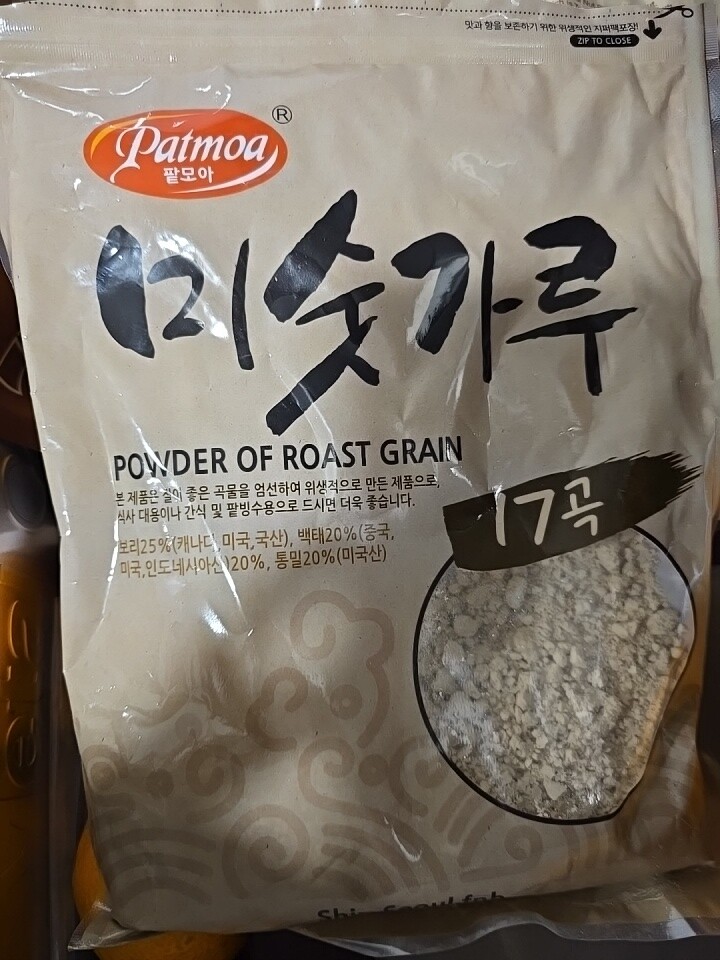 맛과 향을 보존하기 위한 위생적인 지퍼팩포장!
ZIP TO CLOSE
Patmoa®
팥모아
미숫가루
POWDER OF ROAST GRAIN
본 제품은 질이 좋은 곡물을 엄선하여 위생적으로 만든 제품으로,
식사 대용이나 간식 및 팥빙수용으로 드시면 더욱 좋습니다.
보리25%(캐나다,미국,국산), 백태20%(중국,
미국,인도네시아산)20%, 통밀20%(미국산)
17곡